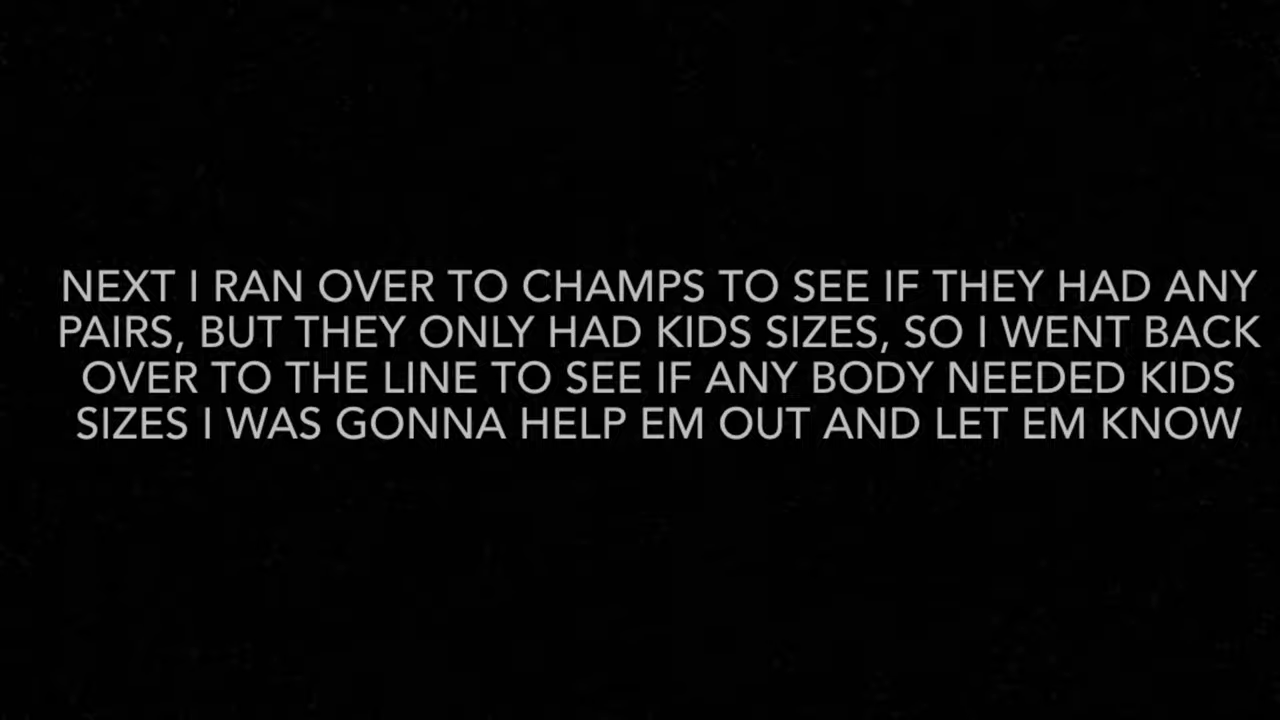 NEXT I RAN OVER TO CHAMPS TO SEE IF THEY HAD ANY
PAIRS, BUT THEY ONLY HAD KIDS SIZES, SO I WENT BACK
OVER TO THE LINE TO SEE IF ANY BODY NEEDED KIDS
SIZES I WAS GONNA HELP EM OUT AND LET EM KNOW